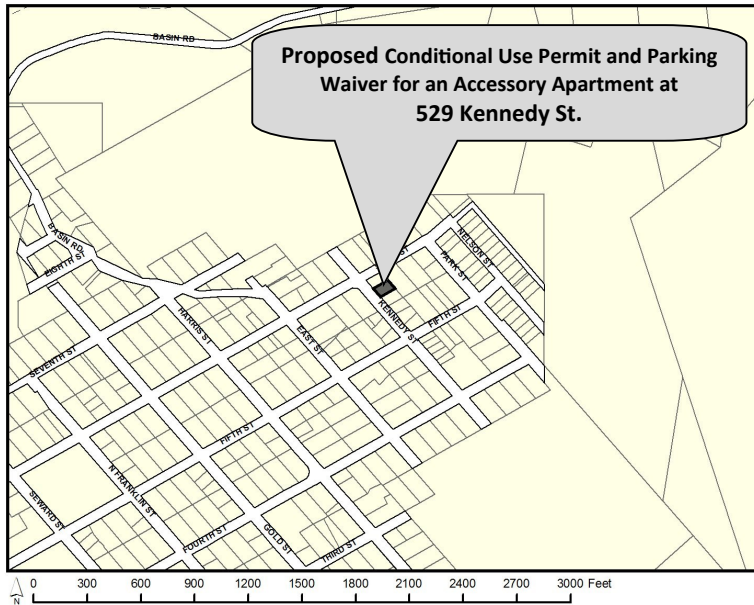 BASIN RD
Proposed Conditional Use Permit and Parking
Waiver for an Accessory Apartment at
529 Kennedy St.
BASIN RD
EIGHTH ST
ST
NELSON ST
PARK ST
KENNEDY ST
FIFTH ST
HARRIS ST
EAST ST
SEVENTH ST
FIFTH ST
N FRANKLIN ST
SEWARD ST
FOURTH ST
GOLD ST
THIRD ST
N
0 300 600 900 1200 1500 1800 2100 2400 2700 3000 Feet